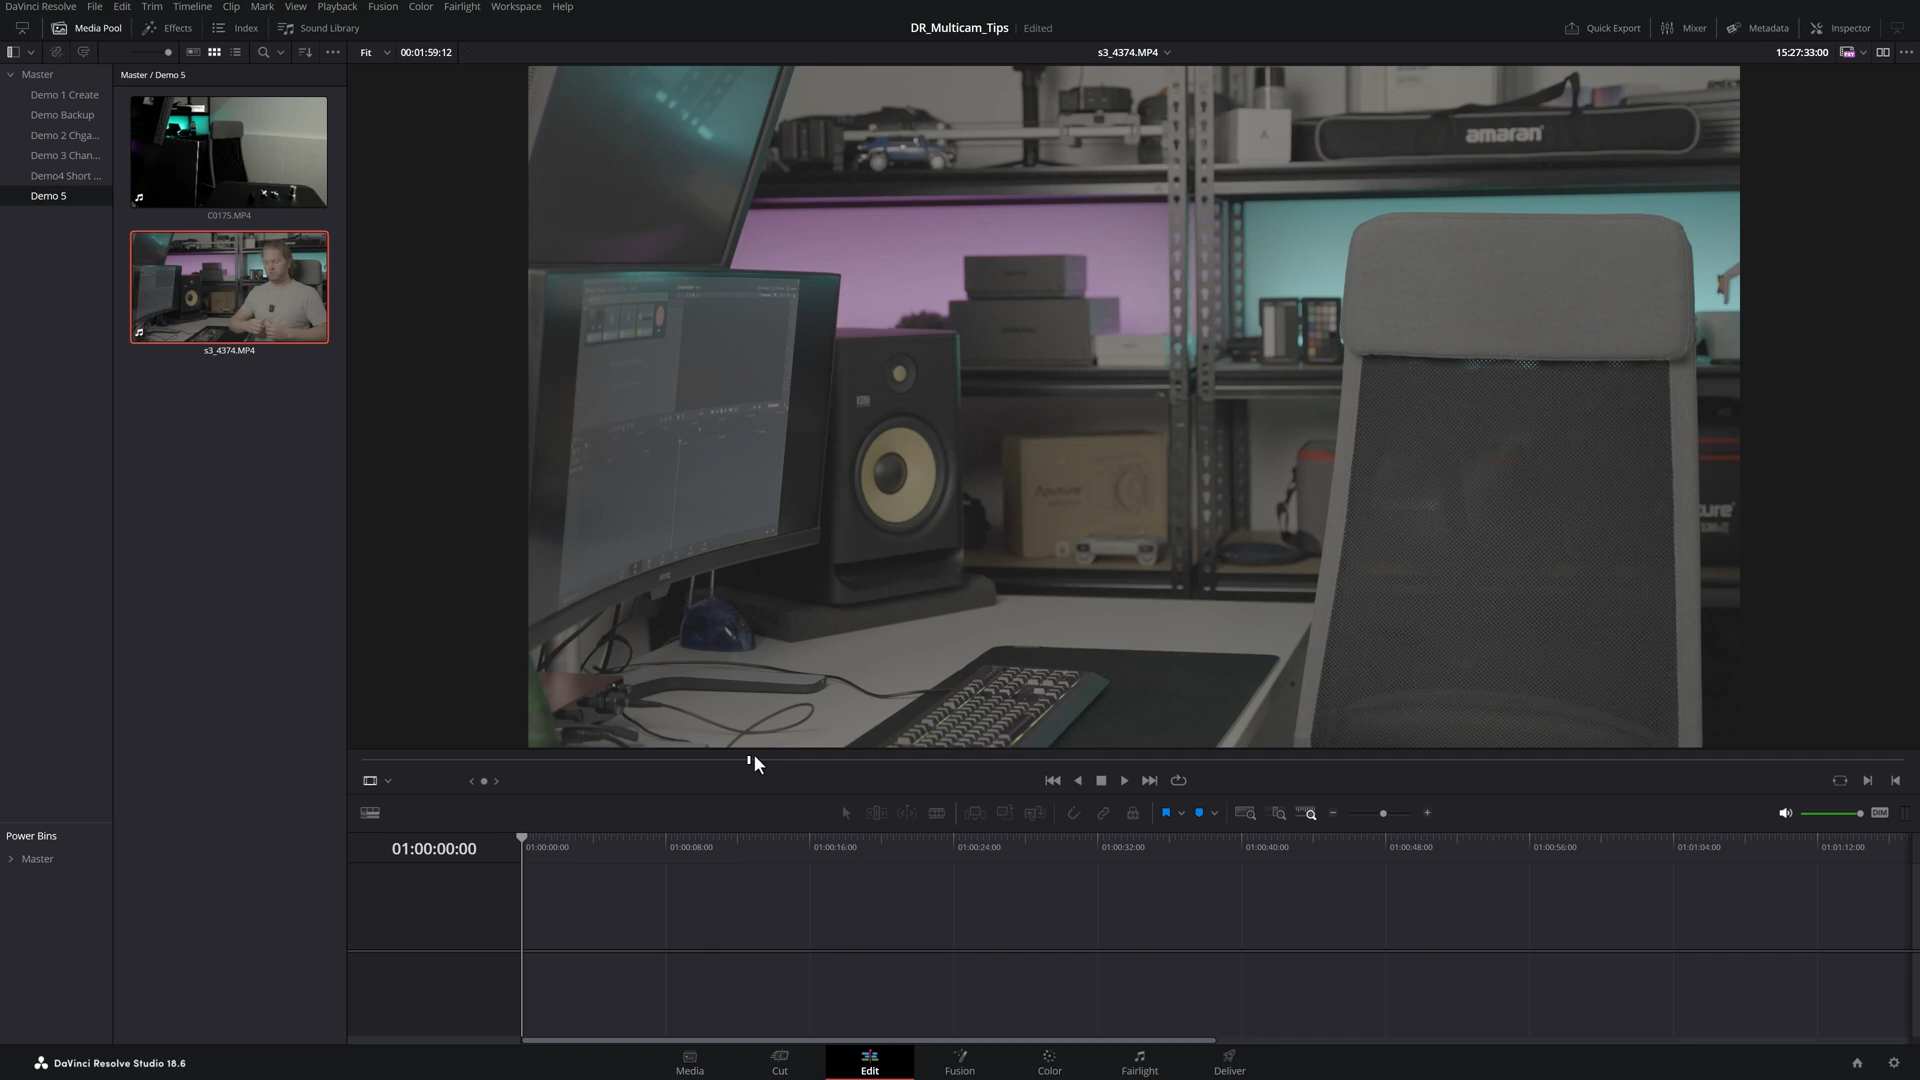 DaVinci Resolve File Edit Trim Timeline Clip Mark View Playback Fusion Color Fairlight Workspace Help
Media Pool Effects Index Sound Library DR_Multicam_Tips Edited Quick Export Mixer Metadata Inspector
Fit 00:01:59:12 s3_4374.MP4 15:27:33:00
Master
Master / Demo 5
Demo 1 Create
Demo Backup
Demo 2 Chga...
Demo 3 Chan...
Demo4 Short ...
Demo 5
C0175.MP4
s3_4374.MP4
A
amaran
Aputure
DIM
01:00:00:00
01:00:00:00 01:00:08:00 01:00:16:00 01:00:24:00 01:00:32:00 01:00:40:00 01:00:48:00 01:00:56:00 01:01:04:00 01:01:12:00
Power Bins
Master
DaVinci Resolve Studio 18.6
Media Cut Edit Fusion Color Fairlight Deliver